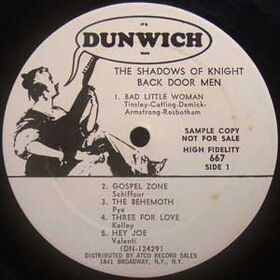 DUNWICH
THE SHADOWS OF KNIGHT
BACK DOOR MEN
1. BAD LITTLE WOMAN
Tinsley-Catling-Demick-
Armstrong-Rosbotham
SAMPLE COPY
NOT FOR SALE
HIGH FIDELITY
667
SIDE 1
2. GOSPEL ZONE
Schiffour
3. THE BEHEMOTH
Pye
4. THREE FOR LOVE
Kelley
5. HEY JOE
Valenti
(DN-12429)
DISTRIBUTED BY ATCO RECORD SALES
1841 BROADWAY, N.Y., N.Y.